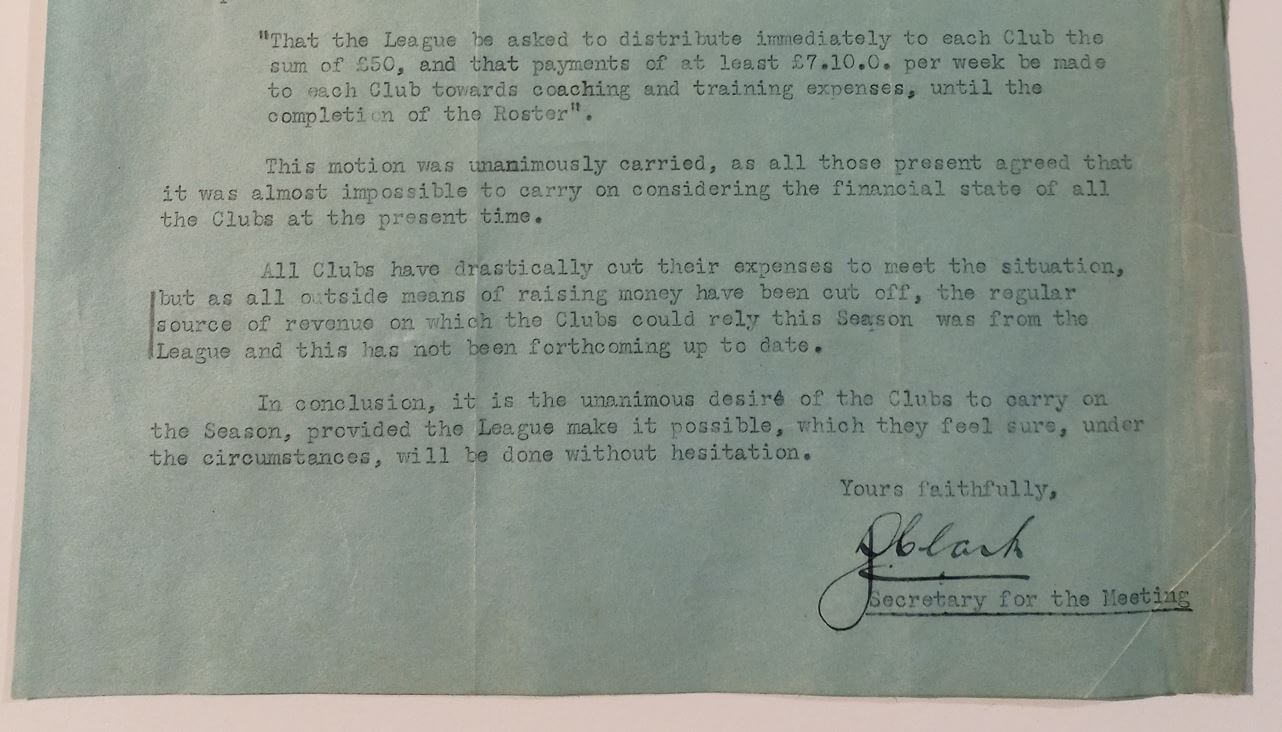 "That the League be asked to distribute immediately to each Club the
sum of £50, and that payments of at least £7.10.0. per week be made
to each Club towards coaching and training expenses, until the
completion of the Roster".
This motion was unanimously carried, as all those present agreed that
it was almost impossible to carry on considering the financial state of all
the Clubs at the present time.
All Clubs have drastically cut their expenses to meet the situation,
but as all outside means of raising money have been cut off, the regular
source of revenue on which the Clubs could rely this Season was from the
League and this has not been forthcoming up to date.
In conclusion, it is the unanimous desire of the Clubs to carry on
the Season, provided the League make it possible, which they feel sure, under
the circumstances, will be done without hesitation.
Yours faithfully,
J Clark
Secretary for the Meeting